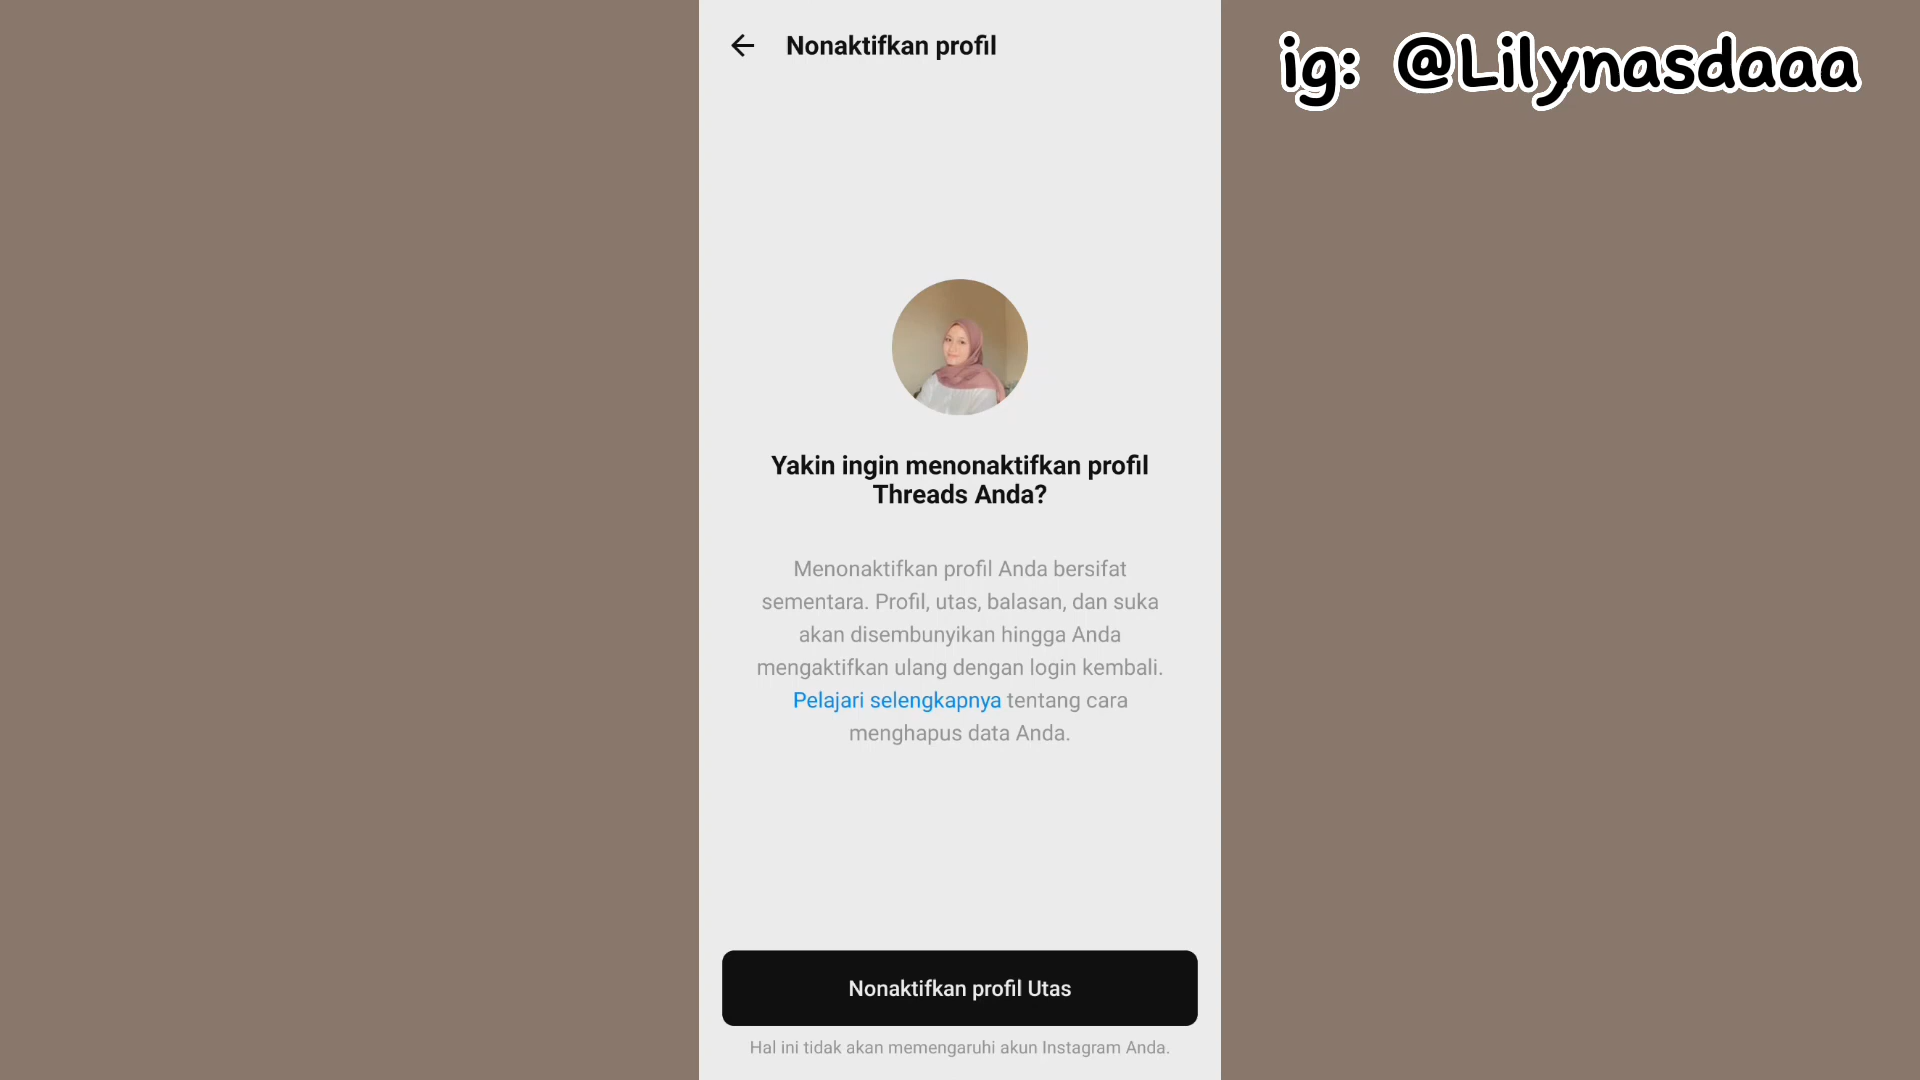 Nonaktifkan profil
ig: @Lilynasdaaa
Yakin ingin menonaktifkan profil
Threads Anda?
Menonaktifkan profil Anda bersifat
sementara. Profil, utas, balasan, dan suka
akan disembunyikan hingga Anda
mengaktifkan ulang dengan login kembali.
Pelajari selengkapnya tentang cara
menghapus data Anda.
Nonaktifkan profil Utas
Hal ini tidak akan memengaruhi akun Instagram Anda.